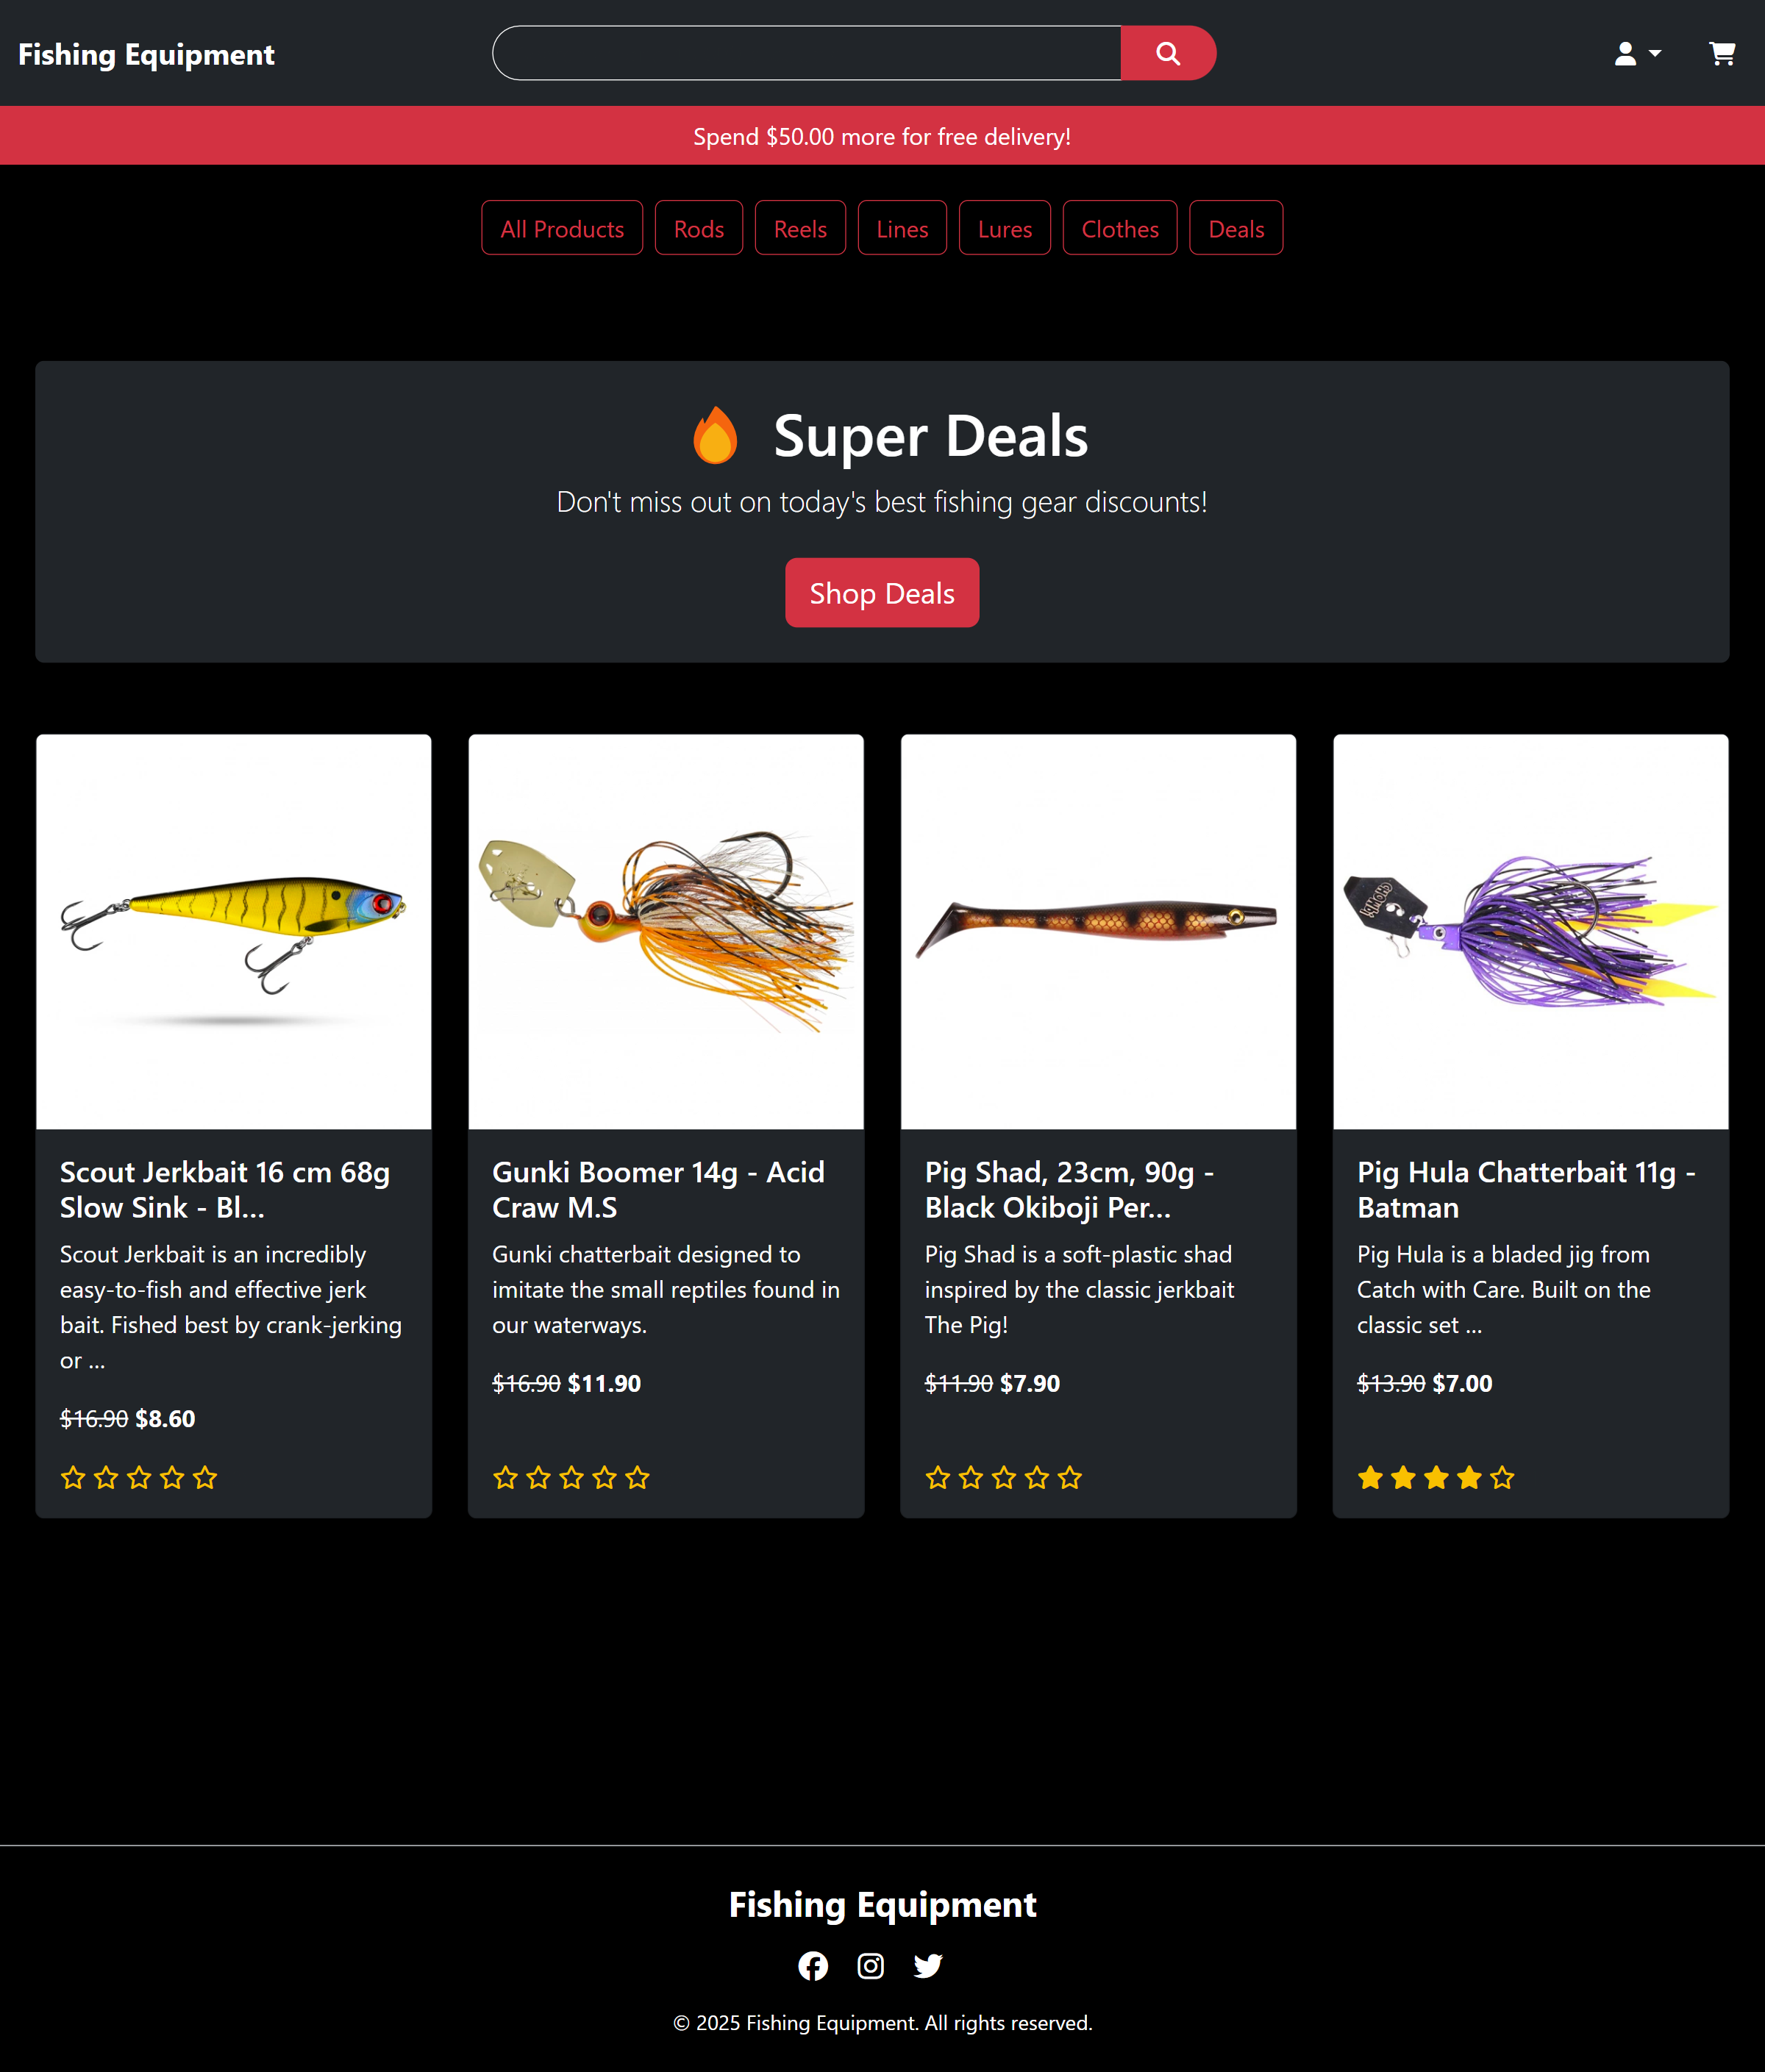 Fishing Equipment
Spend $50.00 more for free delivery!
All Products
Rods
Reels
Lines
Lures
Clothes
Deals
Super Deals
Don't miss out on today's best fishing gear discounts!
Shop Deals
Scout Jerkbait 16 cm 68g
Slow Sink - Bl...
Scout Jerkbait is an incredibly
easy-to-fish and effective jerk
bait. Fished best by crank-jerking
or ...
$16.90 $8.60
Gunki Boomer 14g - Acid
Craw M.S
Gunki chatterbait designed to
imitate the small reptiles found in
our waterways.
$16.90 $11.90
Pig Shad, 23cm, 90g -
Black Okiboji Per...
Pig Shad is a soft-plastic shad
inspired by the classic jerkbait
The Pig!
$11.90 $7.90
Pig Hula Chatterbait 11g -
Batman
Pig Hula is a bladed jig from
Catch with Care. Built on the
classic set ...
$13.90 $7.00
Fishing Equipment
© 2025 Fishing Equipment. All rights reserved.